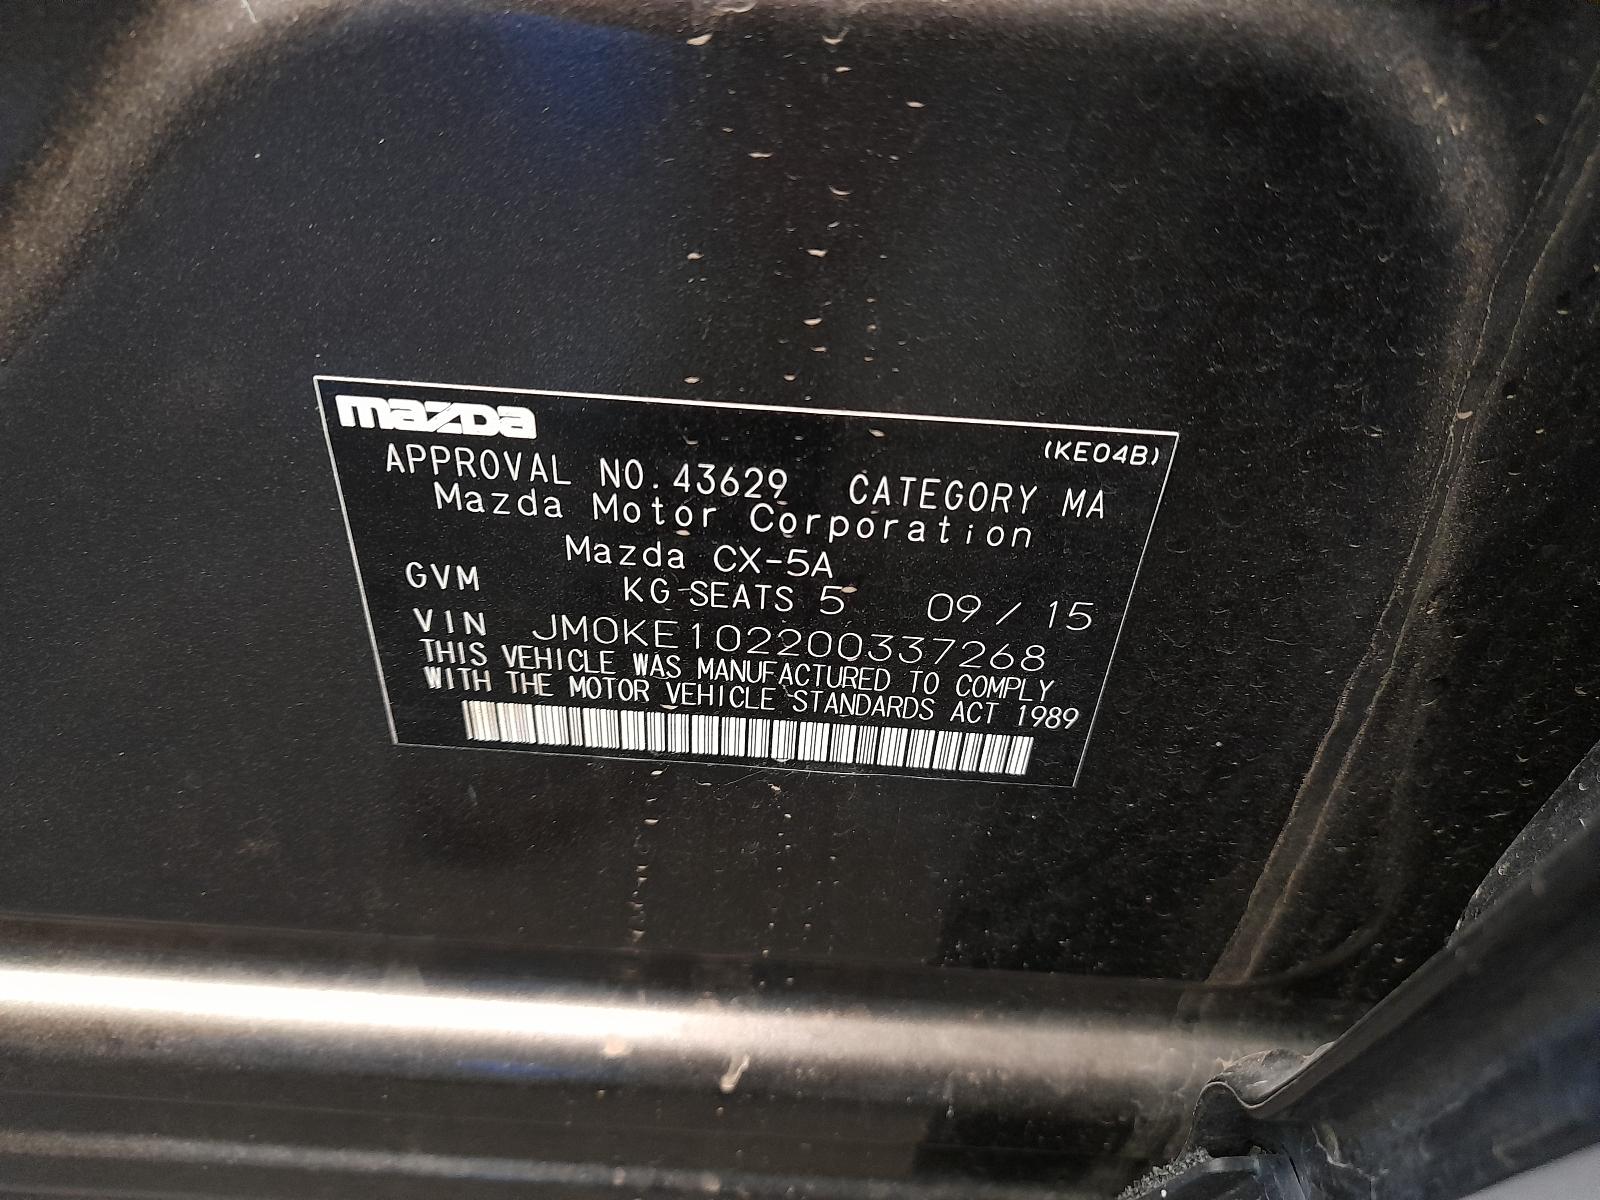 mazda
(KE04B)
APPROVAL NO. 43629 CATEGORY MA
Mazda Motor Corporation
Mazda CX-5A
GVM KG SEATS 5 09 / 15
VIN JM0KE102200337268
THIS VEHICLE WAS MANUFACTURED TO COMPLY
WITH THE MOTOR VEHICLE STANDARDS ACT 1989